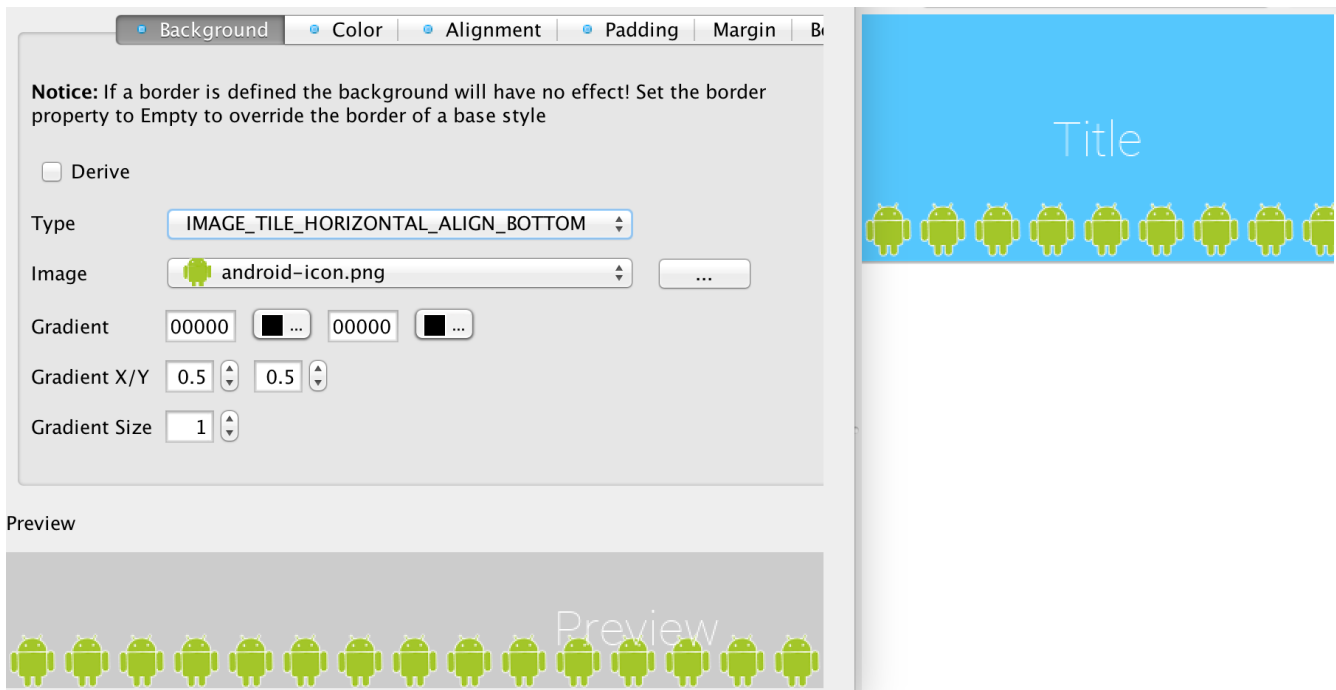 Background Color Alignment Padding Margin
Notice: If a border is defined the background will have no effect! Set the border
property to Empty to override the border of a base style
Derive
Type IMAGE_TILE_HORIZONTAL_ALIGN_BOTTOM
Image android-icon.png ...
Gradient 00000 ... 00000 ...
Gradient X/Y 0.5 0.5
Gradient Size 1
Preview
Preview
Title